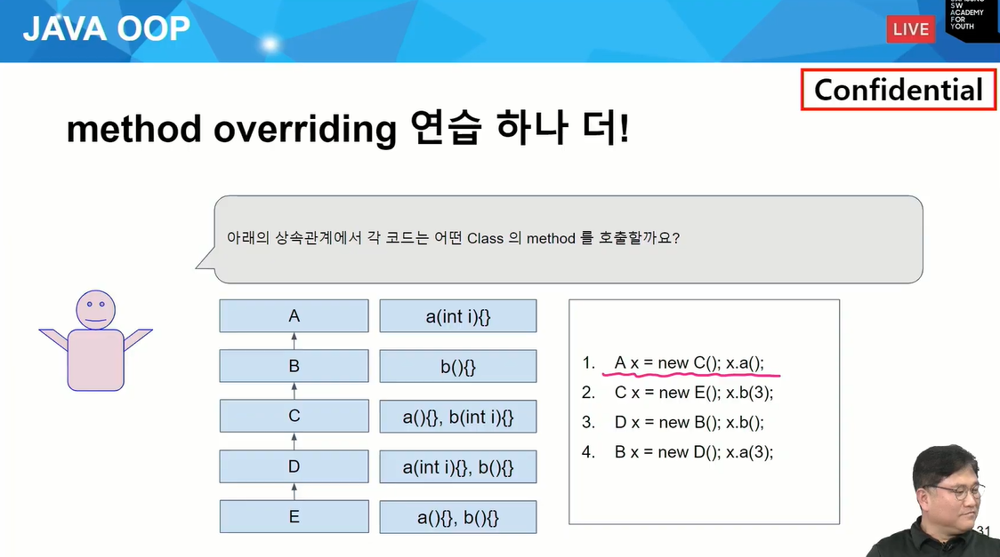 JAVA OOP
LIVE
SAMSUNG
SW
ACADEMY
FOR
YOUTH
Confidential
method overriding 연습 하나 더!
아래의 상속관계에서 각 코드는 어떤 Class 의 method 를 호출할까요?
A
a(int i){}
B
b(){}
C
a(){}, b(int i){}
D
a(int i){}, b(){}
E
a(){}, b(){}
1. A x = new C(); x.a();
2. C x = new E(); x.b(3);
3. D x = new B(); x.b();
4. B x = new D(); x.a(3);
31